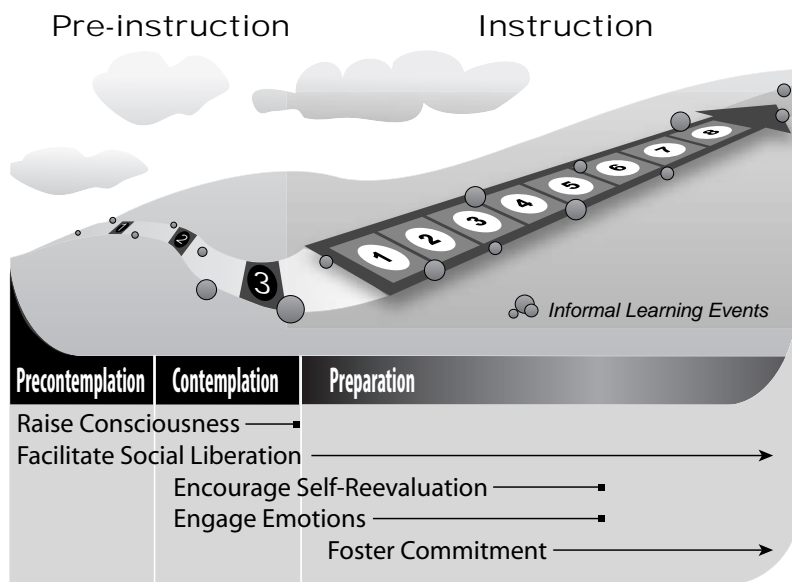 Pre-instruction Instruction
1 2 3
1 2 3 4 5 6 7 8
Informal Learning Events
Precontemplation Contemplation Preparation
Raise Consciousness
Facilitate Social Liberation
Encourage Self-Reevaluation
Engage Emotions
Foster Commitment